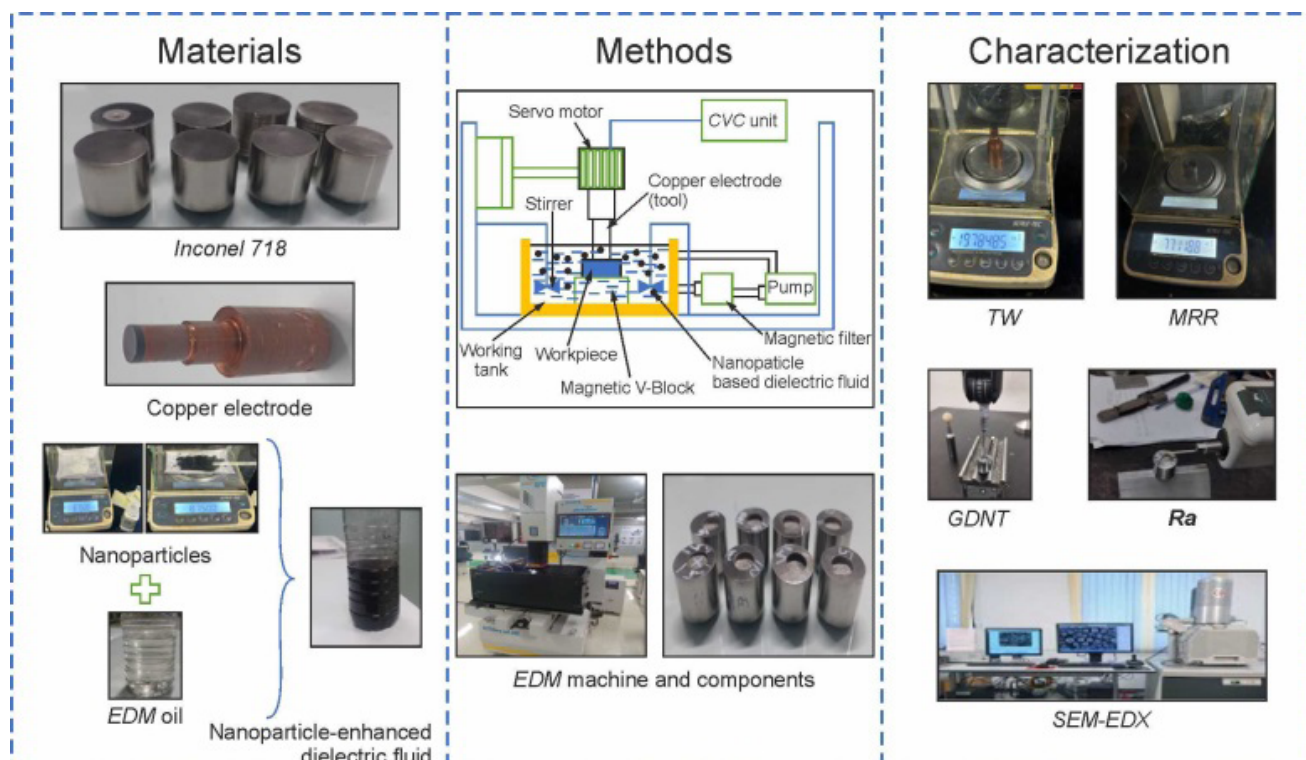 Materials
Inconel 718
Copper electrode
Nanoparticles
EDM oil
Nanoparticle-enhanced
dielectric fluid
Methods
Servo motor
CVC unit
Copper electrode
(tool)
Stirrer
Pump
Magnetic filter
Working
tank
Workpiece
Nanopaticle
based dielectric fluid
Magnetic V-Block
EDM machine and components
Characterization
TW
MRR
GDNT
Ra
SEM-EDX